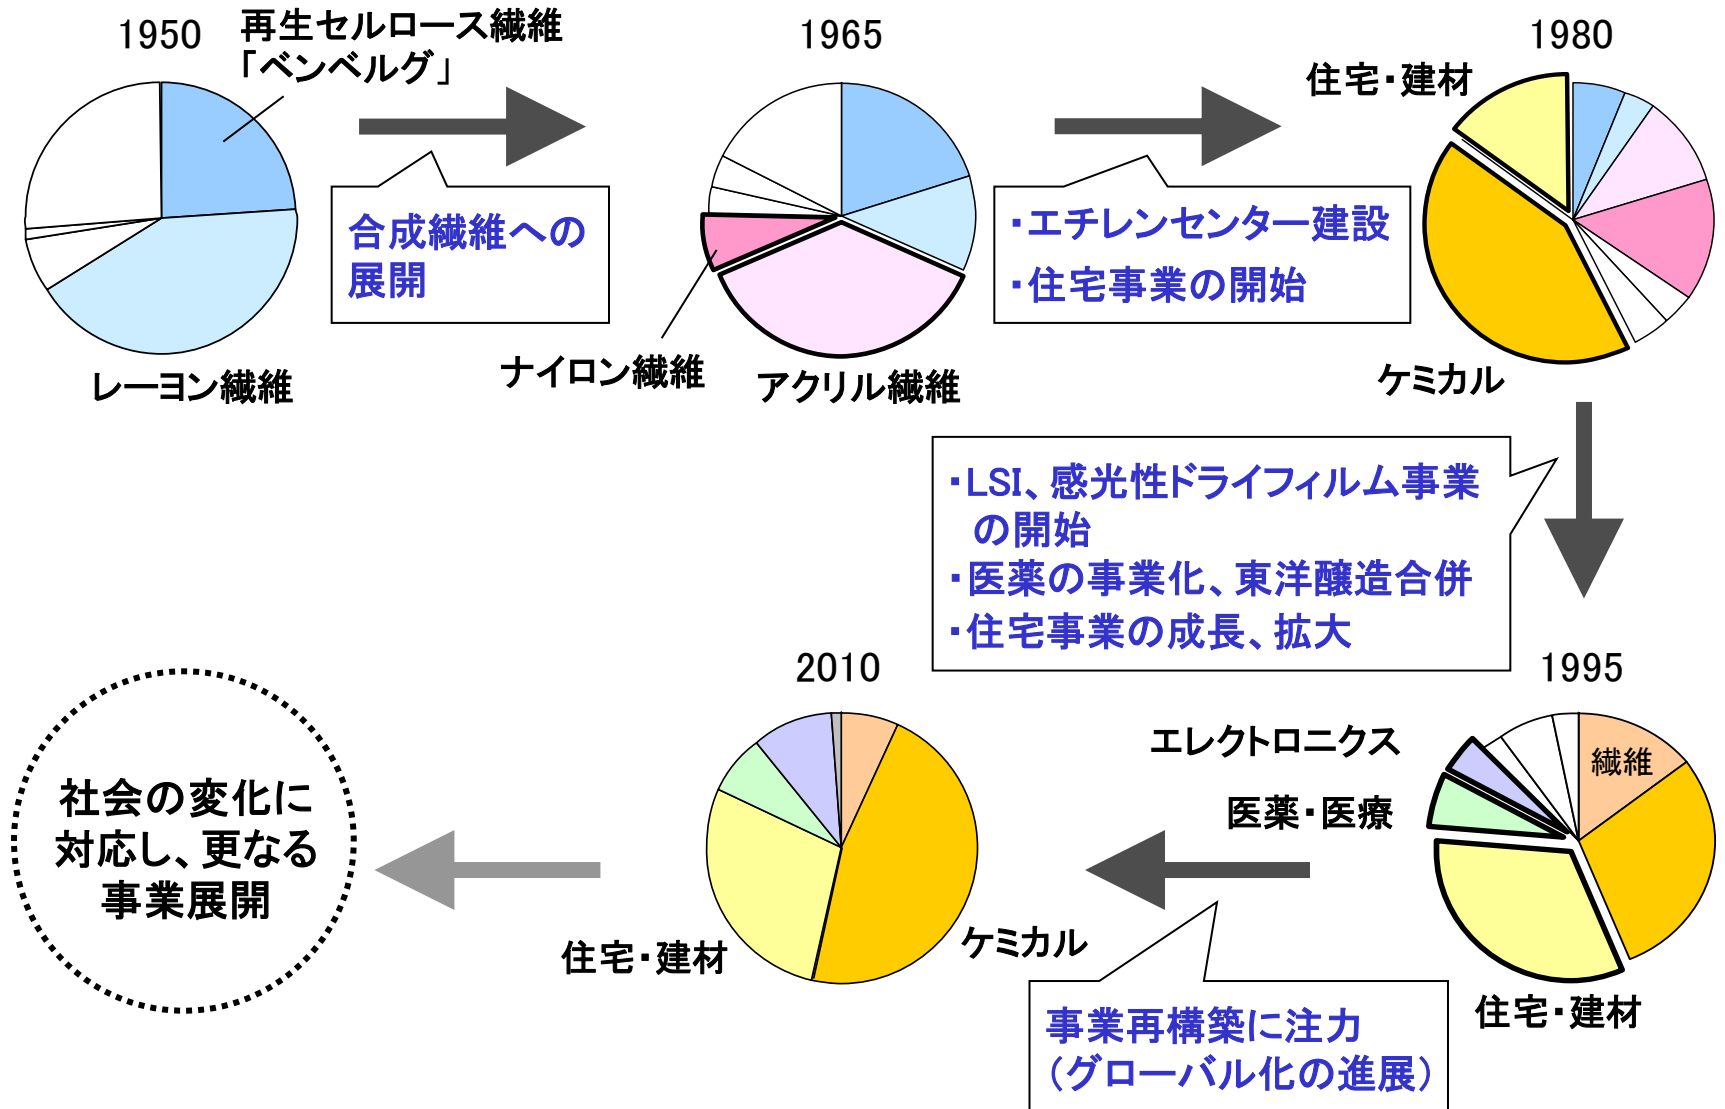 1950
再生セルロース繊維
「ベンベルグ」
レーヨン繊維
合成繊維への
展開
1965
ナイロン繊維
アクリル繊維
・エチレンセンター建設
・住宅事業の開始
1980
住宅・建材
ケミカル
・LSI、感光性ドライフィルム事業
の開始
・医薬の事業化、東洋醸造合併
・住宅事業の成長、拡大
1995
繊維
エレクトロニクス
医薬・医療
住宅・建材
事業再構築に注力
（グローバル化の進展）
2010
ケミカル
住宅・建材
社会の変化に
対応し、更なる
事業展開